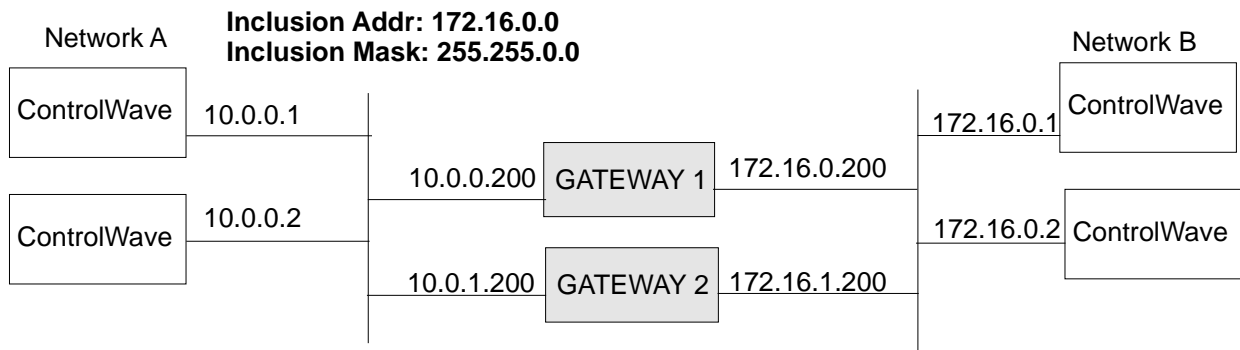 Inclusion Addr: 172.16.0.0
Inclusion Mask: 255.255.0.0
Network A
Network B
ControlWave
10.0.0.1
172.16.0.1
ControlWave
10.0.0.200
GATEWAY 1
172.16.0.200
ControlWave
10.0.0.2
172.16.0.2
ControlWave
10.0.1.200
GATEWAY 2
172.16.1.200